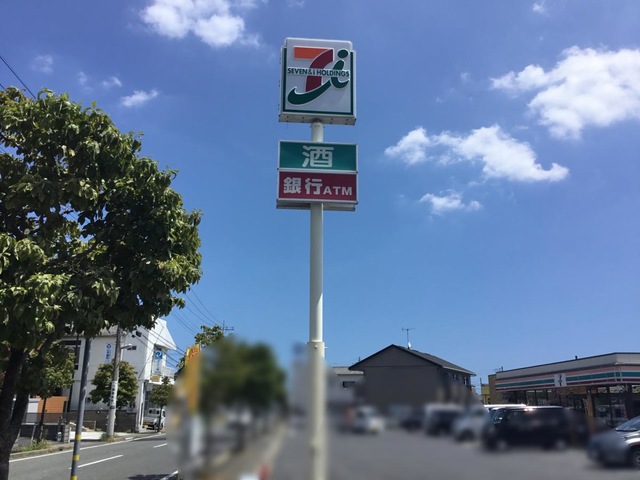 SEVEN & i HOLDINGS
酒
銀行ATM